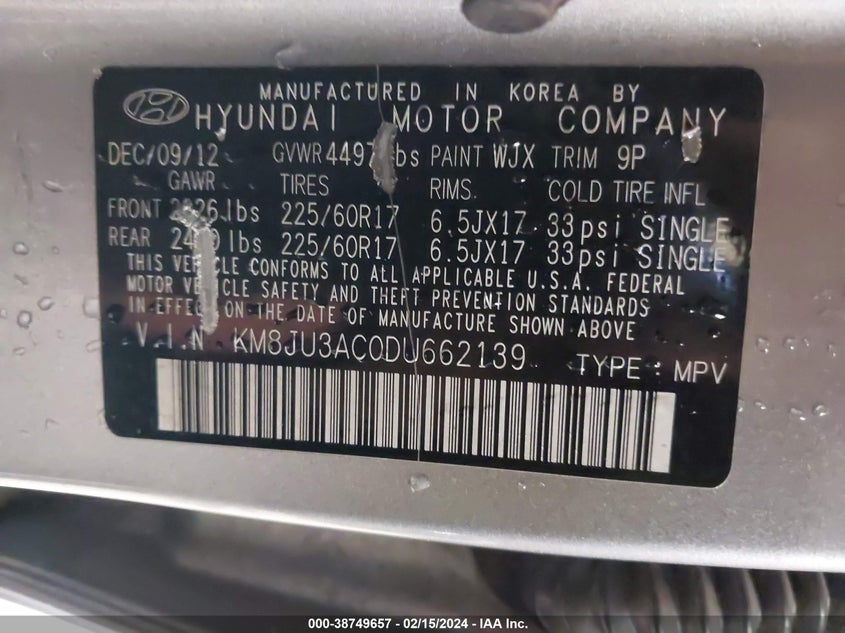 MANUFACTURED IN KOREA BY
HYUNDAI MOTOR COMPANY
DEC/09/12 GVWR PAINT WJX TRIM 9P
GAWR TIRES RIMS COLD TIRE INFL
FRONT lbs 225/60R17 6.5JX17 33psi SINGLE
REAR lbs 225/60R17 6.5JX17 33psi SINGLE
THIS VEHICLE CONFORMS TO ALL APPLICABLE U.S.A. FEDERAL
MOTOR VEHICLE SAFETY AND THEFT PREVENTION STANDARDS
IN EFFECT ON THE DATE OF MANUFACTURE SHOWN ABOVE
V I N KM8JU3AC0DU662139 TYPE : MPV
000-38749657 - 02/15/2024 - IAA Inc.